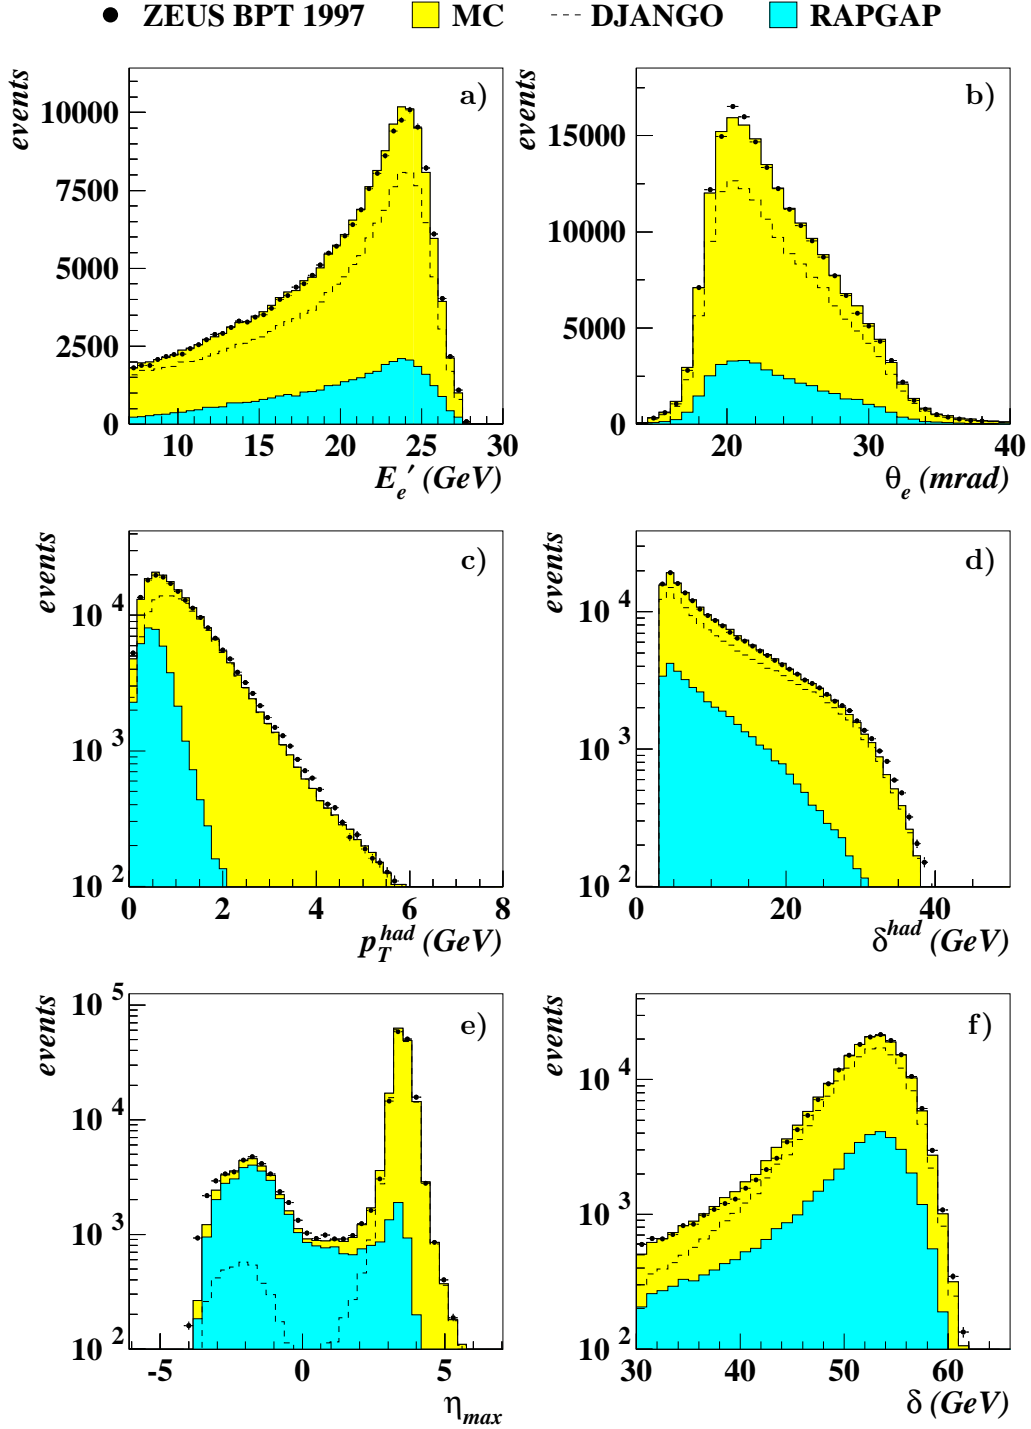 ZEUS BPT 1997 MC DJANGO RAPGAP
events a)
10000
7500
5000
2500
0
10 15 20 25 30
E_e' (GeV)
events b)
15000
10000
5000
0
20 30 40
θ_e (mrad)
events c)
10^4
10^3
10^2
0 2 4 6 8
p_T^had (GeV)
events d)
10^4
10^3
10^2
0 20 40
δ^had (GeV)
events e)
10^5
10^4
10^3
10^2
-5 0 5
η_max
events f)
10^4
10^3
10^2
30 40 50 60
δ (GeV)